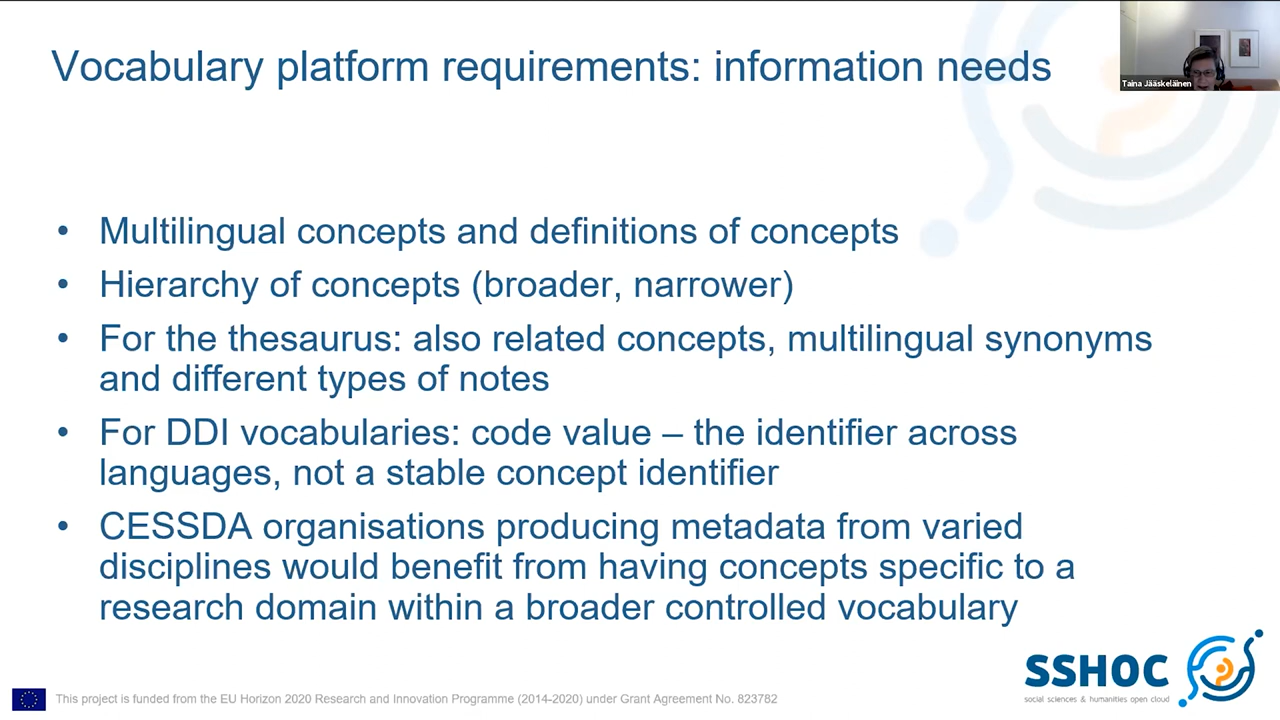 Vocabulary platform requirements: information needs
Taina Jääskeläinen
• Multilingual concepts and definitions of concepts
• Hierarchy of concepts (broader, narrower)
• For the thesaurus: also related concepts, multilingual synonyms
and different types of notes
• For DDI vocabularies: code value – the identifier across
languages, not a stable concept identifier
• CESSDA organisations producing metadata from varied
disciplines would benefit from having concepts specific to a
research domain within a broader controlled vocabulary
SSHOC
social sciences & humanities open cloud
This project is funded from the EU Horizon 2020 Research and Innovation Programme (2014-2020) under Grant Agreement No. 823782